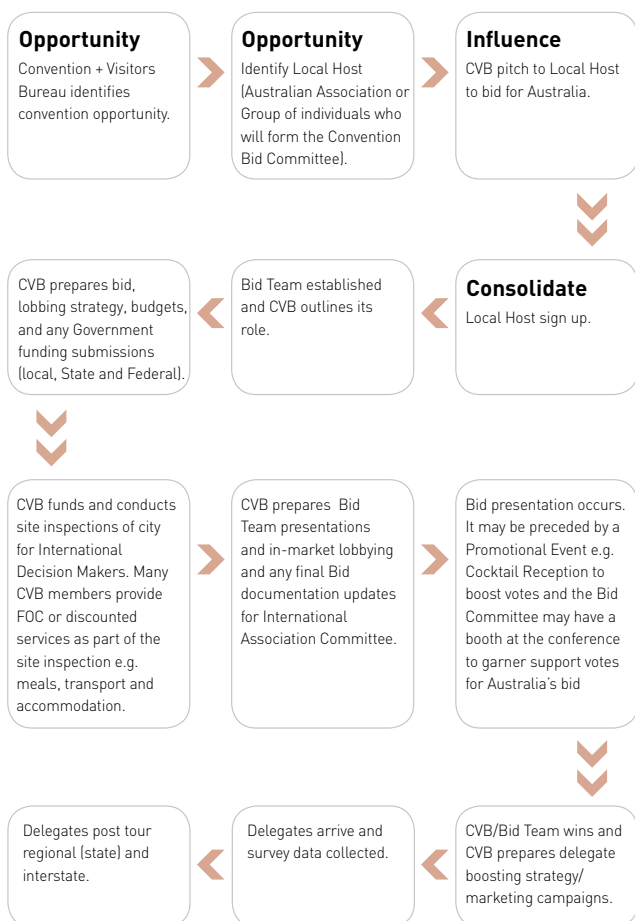 Opportunity
Convention + Visitors
Bureau identifies
convention opportunity.
Opportunity
Identify Local Host
(Australian Association or
Group of individuals who
will form the Convention
Bid Committee).
Influence
CVB pitch to Local Host
to bid for Australia.
Consolidate
Local Host sign up.
Bid Team established
and CVB outlines its
role.
CVB prepares bid,
lobbing strategy, budgets,
and any Government
funding submissions
(local, State and Federal).
CVB funds and conducts
site inspections of city
for International
Decision Makers. Many
CVB members provide
FOC or discounted
services as part of the
site inspection e.g.
meals, transport and
accommodation.
CVB prepares Bid
Team presentations
and in-market lobbying
and any final Bid
documentation updates
for International
Association Committee.
Bid presentation occurs.
It may be preceded by a
Promotional Event e.g.
Cocktail Reception to
boost votes and the Bid
Committee may have a
booth at the conference
to garner support votes
for Australia's bid
CVB/Bid Team wins and
CVB prepares delegate
boosting strategy/
marketing campaigns.
Delegates arrive and
survey data collected.
Delegates post tour
regional (state) and
interstate.